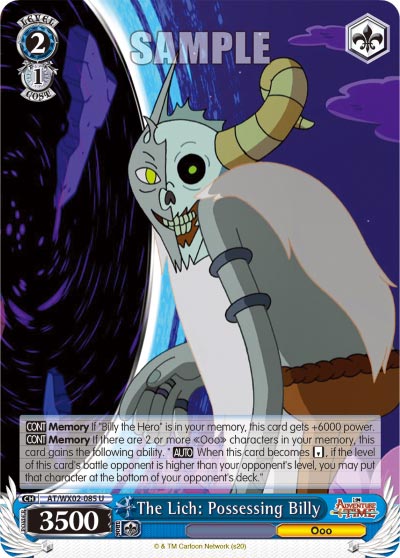 LEVEL
2
1
COST
SAMPLE
CONT Memory If "Billy the Hero" is in your memory, this card gets +6000 power.
CONT Memory If there are 2 or more «Ooo» characters in your memory, this
card gains the following ability. " AUTO When this card becomes [], if the level
of this card's battle opponent is higher than your opponent's level, you may put
that character at the bottom of your opponent's deck."
CH AT/WX02-085 U
POWER
3500
The Lich: Possessing Billy
ADVENTURE TIME
Ooo
© & TM Cartoon Network (s20)